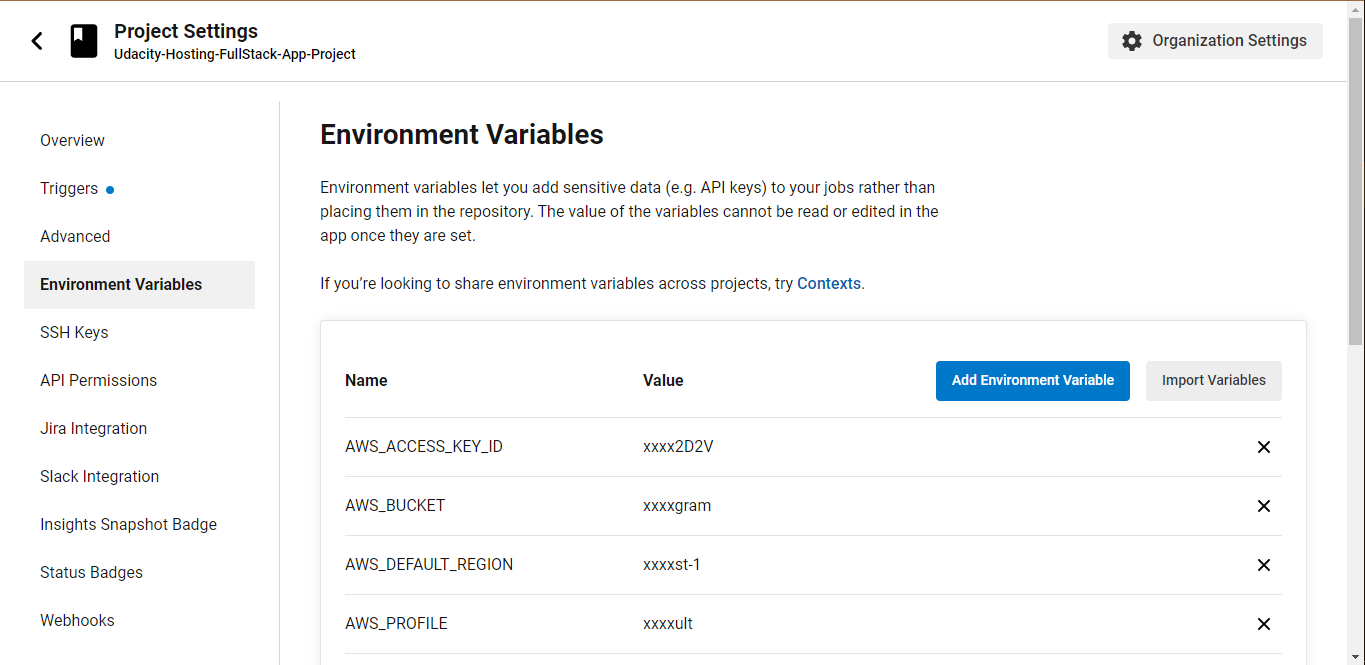 Project Settings
Udacity-Hosting-FullStack-App-Project
Organization Settings
Overview
Triggers
Advanced
Environment Variables
SSH Keys
API Permissions
Jira Integration
Slack Integration
Insights Snapshot Badge
Status Badges
Webhooks
Environment Variables
Environment variables let you add sensitive data (e.g. API keys) to your jobs rather than
placing them in the repository. The value of the variables cannot be read or edited in the
app once they are set.
If you’re looking to share environment variables across projects, try Contexts.
Name Value Add Environment Variable Import Variables
AWS_ACCESS_KEY_ID xxxx2D2V
AWS_BUCKET xxxxgram
AWS_DEFAULT_REGION xxxxst-1
AWS_PROFILE xxxxult